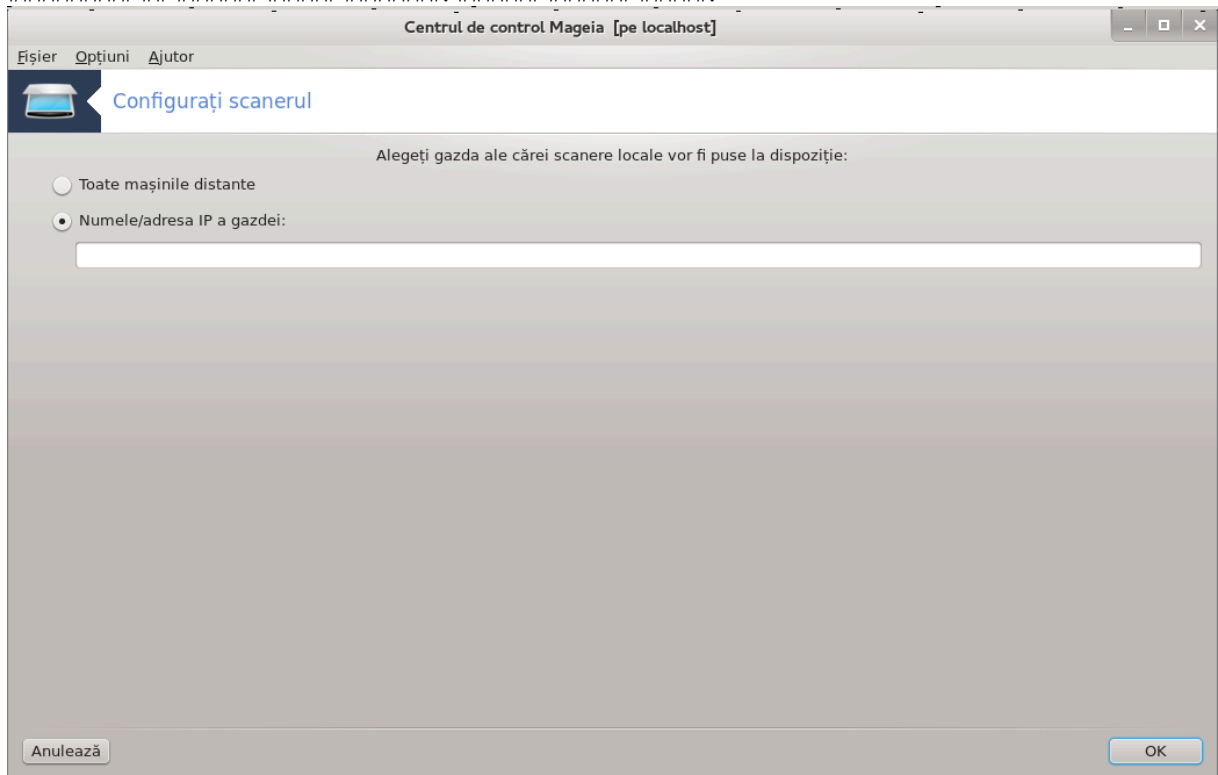 Centrul de control Mageia [pe localhost]
Fișier Opțiuni Ajutor
Configurați scanerul
Alegeți gazda ale cărei scanere locale vor fi puse la dispoziție:
Toate mașinile distante
Numele/adresa IP a gazdei:
Anulează OK